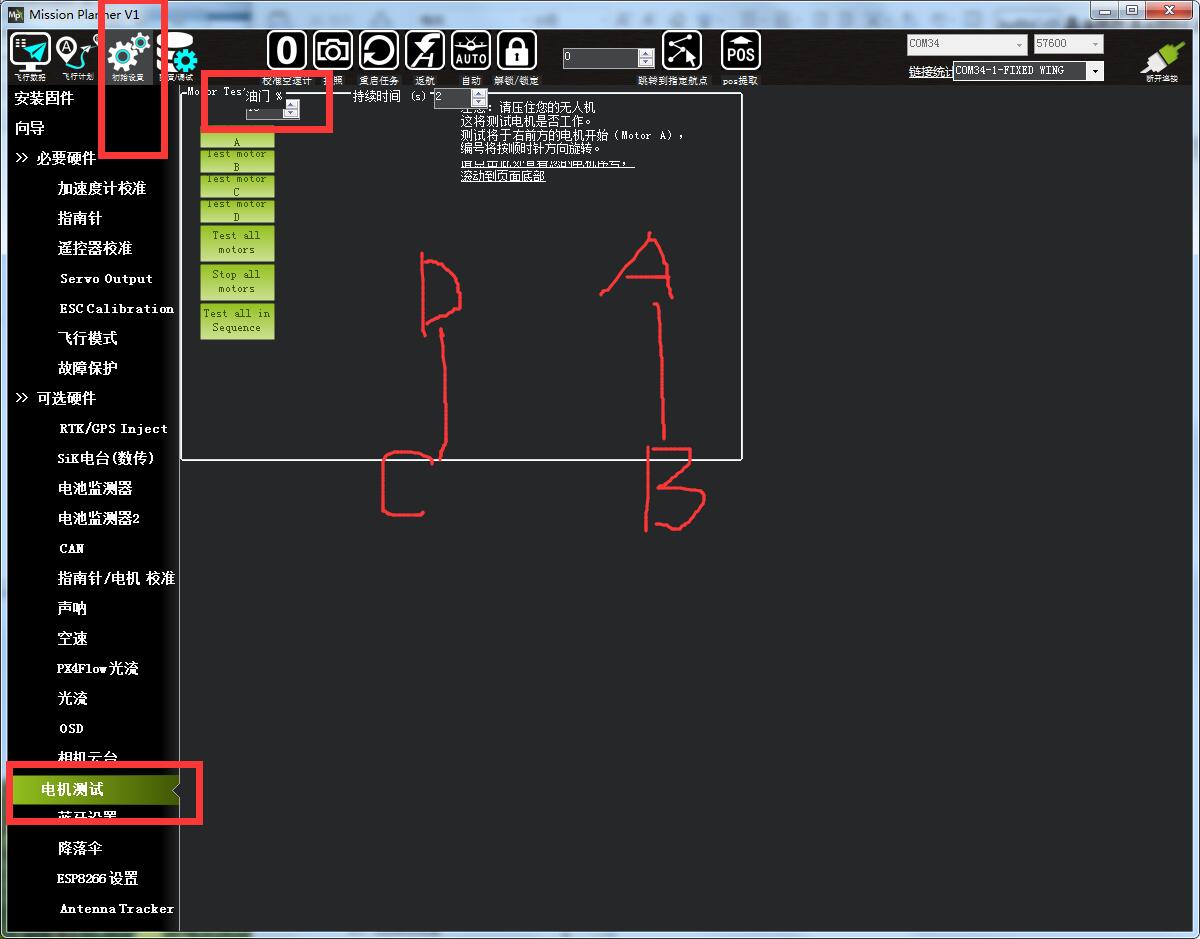 Mission Planner V1
飞行数据
飞行计划
初始设置
校准空速计
重启任务
返航
自动
解锁/锁定
0
跳转到指定航点
POS
pos提取
AUTO
COM34
57600
链接统计
COM34-1-FIXED WING
断开连接
安装固件
向导
>> 必要硬件
加速度计校准
指南针
遥控器校准
Servo Output
ESC Calibration
飞行模式
故障保护
>> 可选硬件
RTK/GPS Inject
SiK电台(数传)
电池监测器
电池监测器2
CAN
指南针/电机 校准
声呐
空速
PX4Flow光流
光流
OSD
相机云台
电机测试
蓝牙设置
降落伞
ESP8266 设置
Antenna Tracker
油门 %
持续时间 (s)
2
A
Test motor
B
Test motor
C
Test motor
D
Test all
motors
Stop all
motors
Test all in
Sequence
注意: 请压住您的无人机
这将测试电机是否工作。
测试将于右前方的电机开始（Motor A），
编号将按顺时针方向旋转。
滚动到页面底部
D
A
C
B